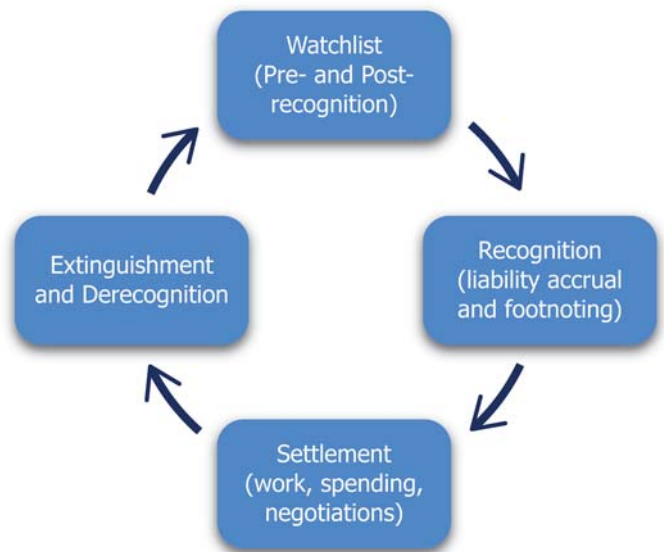 Watchlist
(Pre- and Post-
recognition)
Recognition
(liability accrual
and footnoting)
Settlement
(work, spending,
negotiations)
Extinguishment
and Derecognition